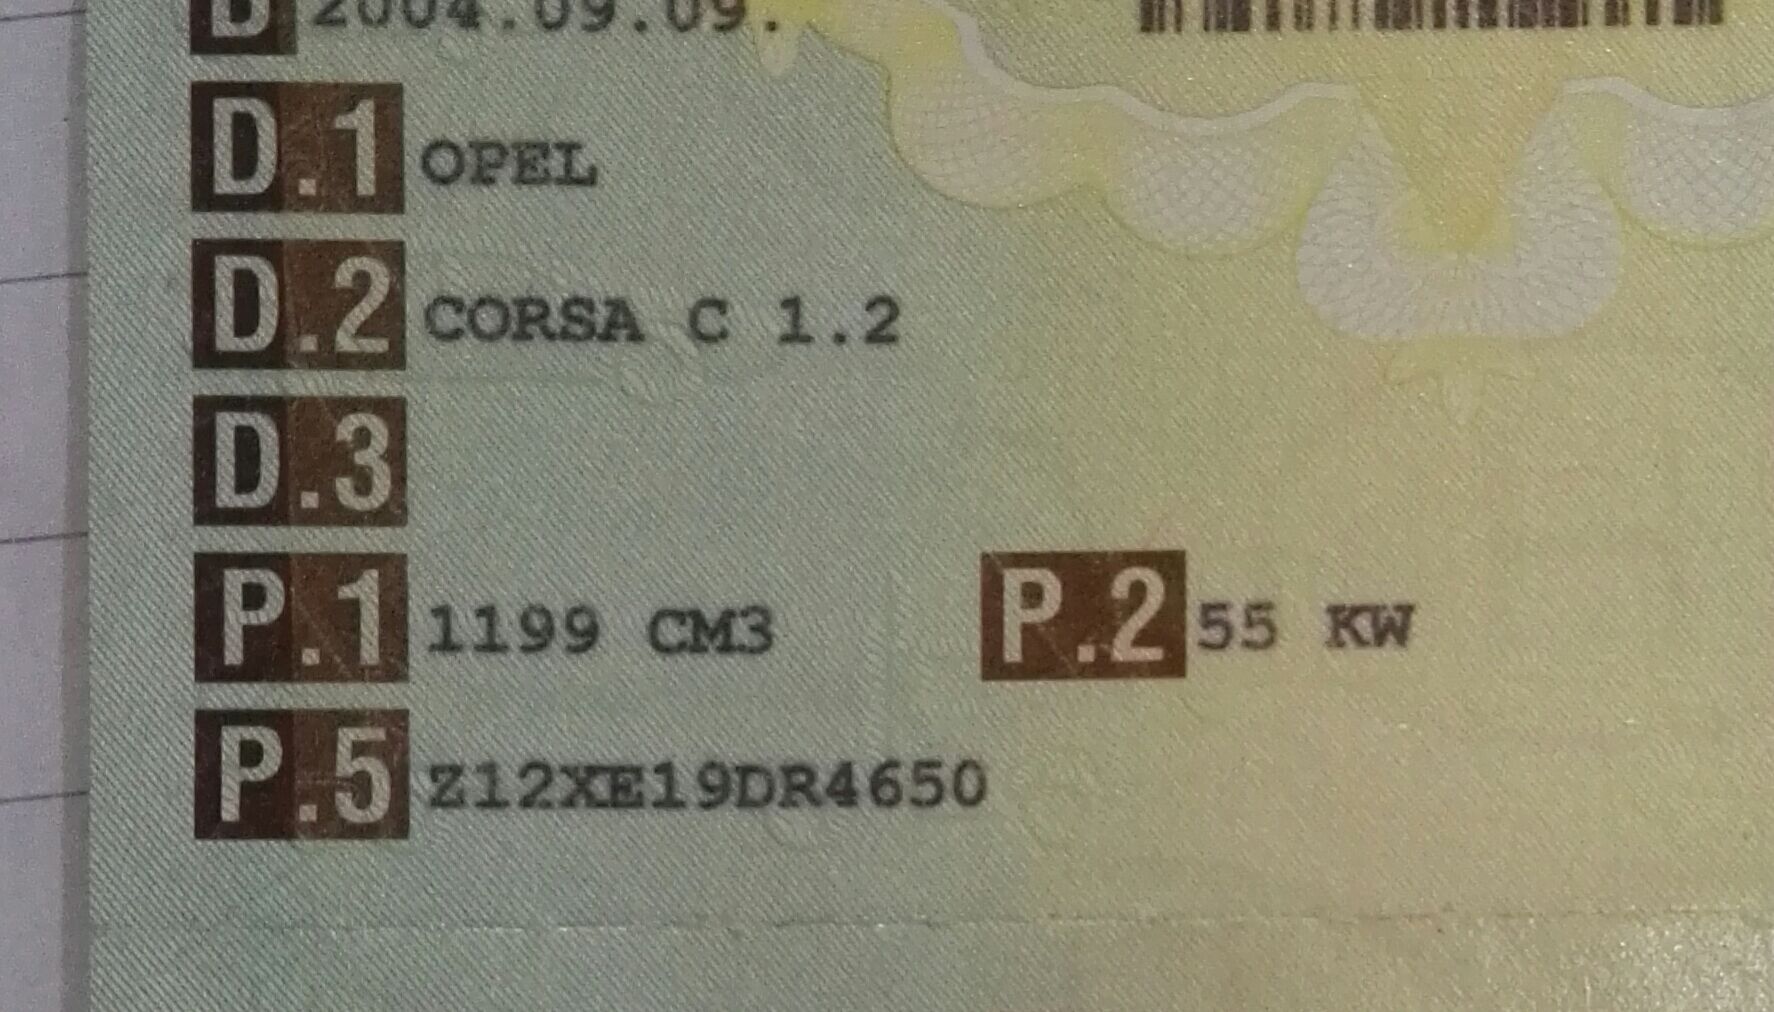 D 2004.09.09.
D.1 OPEL
D.2 CORSA C 1.2
D.3
P.1 1199 CM3 P.2 55 KW
P.5 Z12XE19DR4650